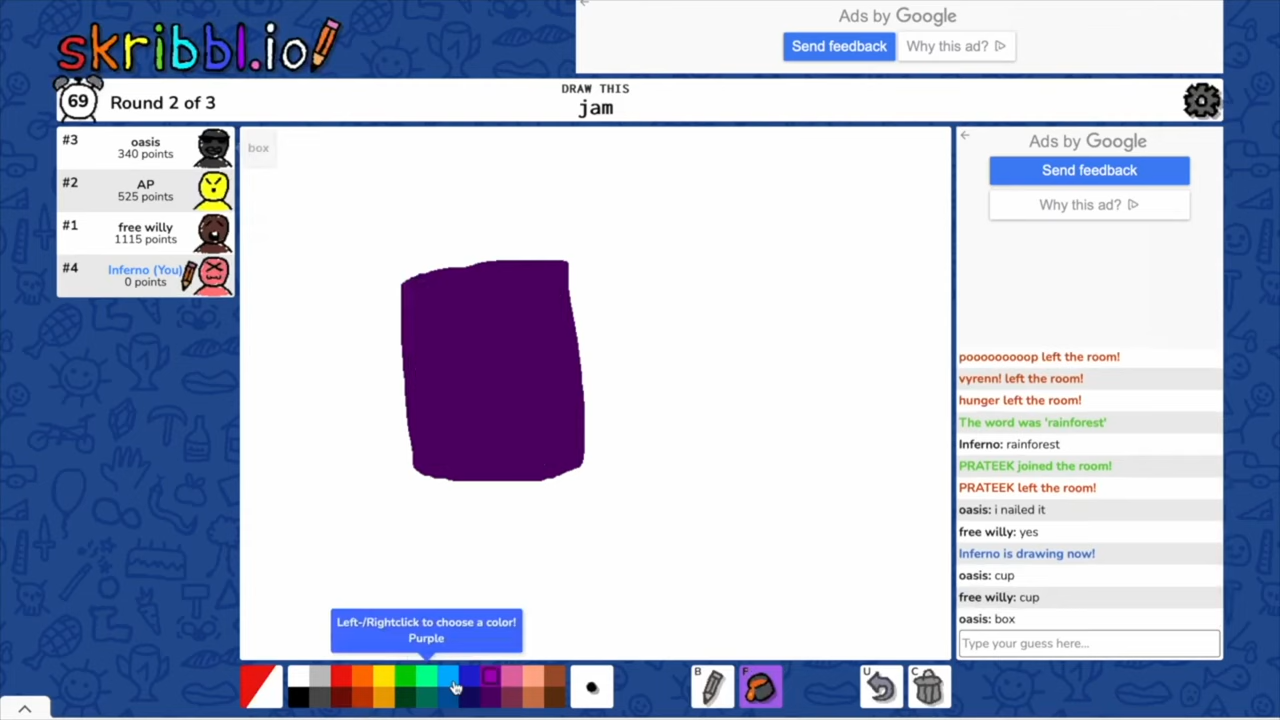 skribbl.io
Ads by Google
Send feedback
Why this ad?
69
Round 2 of 3
DRAW THIS
jam
#3
oasis
340 points
#2
AP
525 points
#1
free willy
1115 points
#4
Inferno (You)
0 points
box
Ads by Google
Send feedback
Why this ad?
pooooooooop left the room!
vyrenn! left the room!
hunger left the room!
The word was 'rainforest'
Inferno: rainforest
PRATEEK joined the room!
PRATEEK left the room!
oasis: i nailed it
free willy: yes
Inferno is drawing now!
oasis: cup
free willy: cup
oasis: box
Type your guess here...
Left-/Rightclick to choose a color!
Purple
B
F
U
C